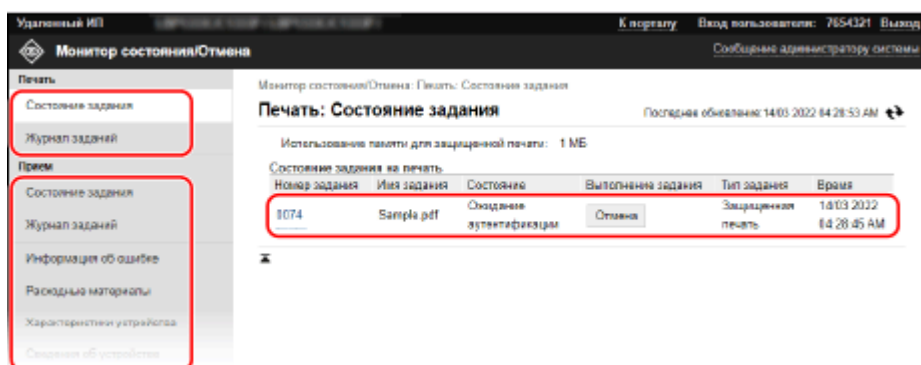 Удаленный ИП
К порталу Вход пользователя: 7654321 Выход
Монитор состояния/Отмена Сообщение администратору системы
Печать
Состояние задания
Журнал заданий
Прием
Состояние задания
Журнал заданий
Информация об ошибке
Расходные материалы
Характеристики устройства
Сведения об устройстве
Монитор состояния/Отмена: Печать: Состояние задания
Печать: Состояние задания Последнее обновление: 14/03 2022 04:28:53 AM
Использование памяти для защищенной печати: 1 МБ
Состояние задания на печать
Номер задания Имя задания Состояние Выполнение задания Тип задания Время
0074 Sample.pdf Ожидание аутентификации Отмена Защищенная печать 14/03 2022 04:28:45 AM